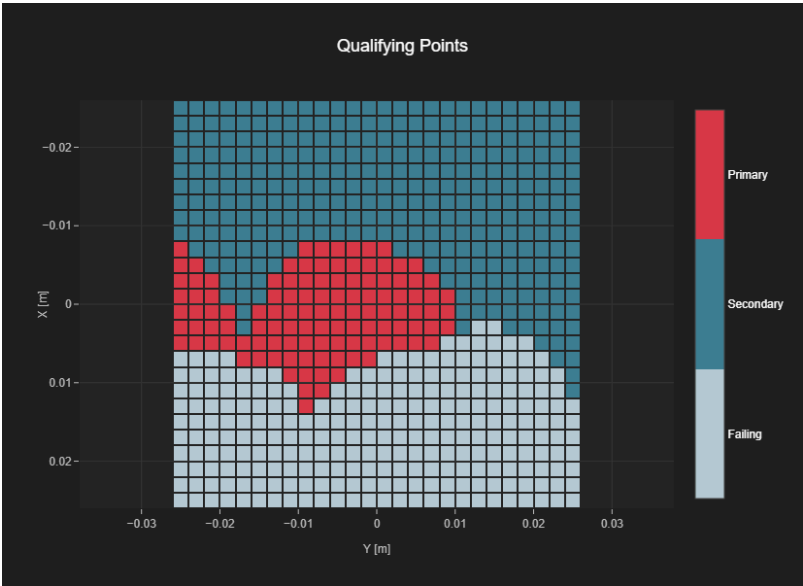 Qualifying Points
−0.02
−0.01
0
0.01
0.02
X [m]
−0.03
−0.02
−0.01
0
0.01
0.02
0.03
Y [m]
Primary
Secondary
Failing